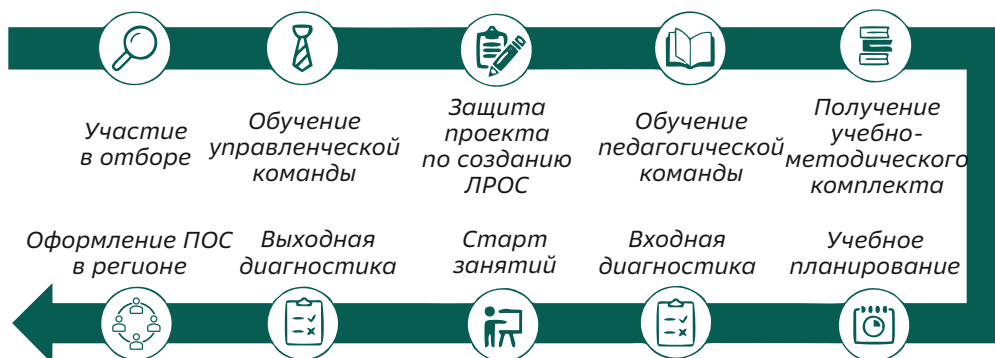 Участие
в отборе
Обучение
управленческой
команды
Защита
проекта
по созданию
ЛРОС
Обучение
педагогической
команды
Получение
учебно-
методического
комплекта
Оформление ПОС
в регионе
Выходная
диагностика
Старт
занятий
Входная
диагностика
Учебное
планирование